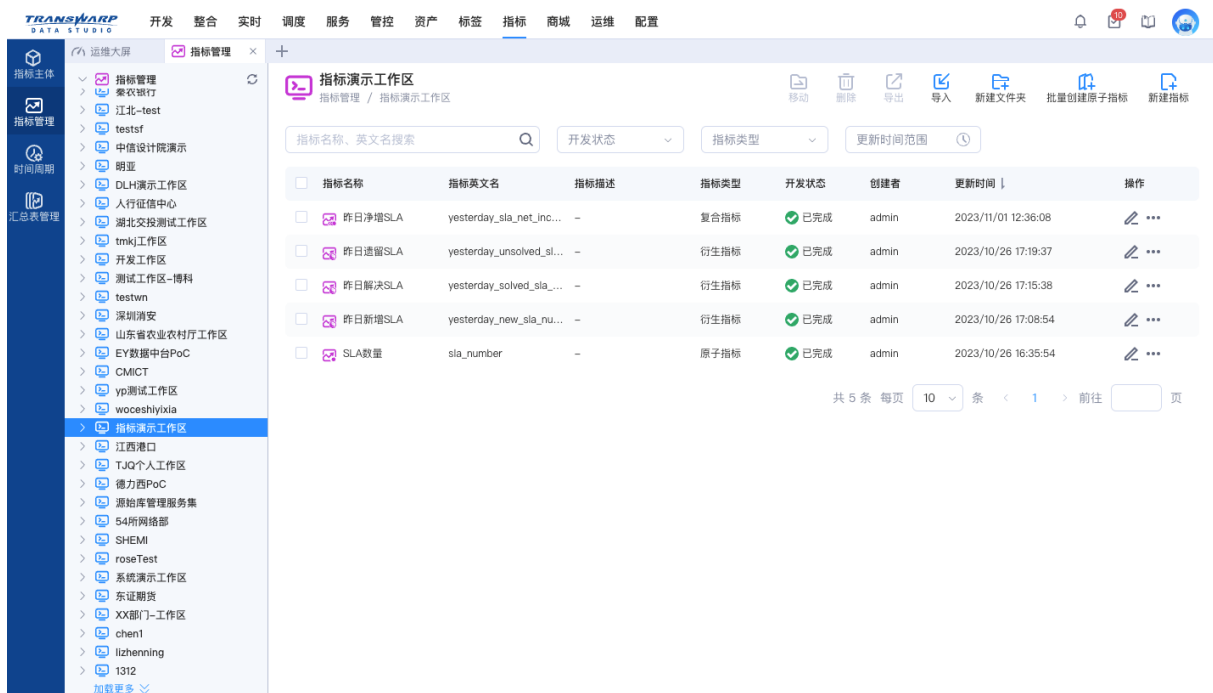 TRANSWARP
DATA STUDIO
开发 整合 实时 调度 服务 管控 资产 标签 指标 商城 运维 配置
10
运维大屏 指标管理
指标主体
指标管理
时间周期
汇总表管理
指标管理
秦农银行
江北-test
testsf
中信设计院演示
明亚
DLH演示工作区
人行征信中心
湖北交投测试工作区
tmkj工作区
开发工作区
测试工作区-博科
testwn
深圳消安
山东省农业农村厅工作区
EY数据中台PoC
CMICT
yp测试工作区
woceshiyixia
指标演示工作区
江西港口
TJQ个人工作区
德力西PoC
源始库管理服务集
54所网络部
SHEMI
roseTest
系统演示工作区
东证期货
XX部门-工作区
chen1
lizhenning
1312
加载更多
指标演示工作区
指标管理 / 指标演示工作区
移动 删除 导出 导入 新建文件夹 批量创建原子指标 新建指标
指标名称、英文名搜索 开发状态 指标类型 更新时间范围
指标名称 指标英文名 指标描述 指标类型 开发状态 创建者 更新时间 操作
昨日净增SLA yesterday_sla_net_inc... – 复合指标 已完成 admin 2023/11/01 12:36:08
昨日遗留SLA yesterday_unsolved_sl... – 衍生指标 已完成 admin 2023/10/26 17:19:37
昨日解决SLA yesterday_solved_sla_... – 衍生指标 已完成 admin 2023/10/26 17:15:38
昨日新增SLA yesterday_new_sla_nu... – 衍生指标 已完成 admin 2023/10/26 17:08:54
SLA数量 sla_number – 原子指标 已完成 admin 2023/10/26 16:35:54
共 5 条 每页 10 条 < 1 > 前往 页